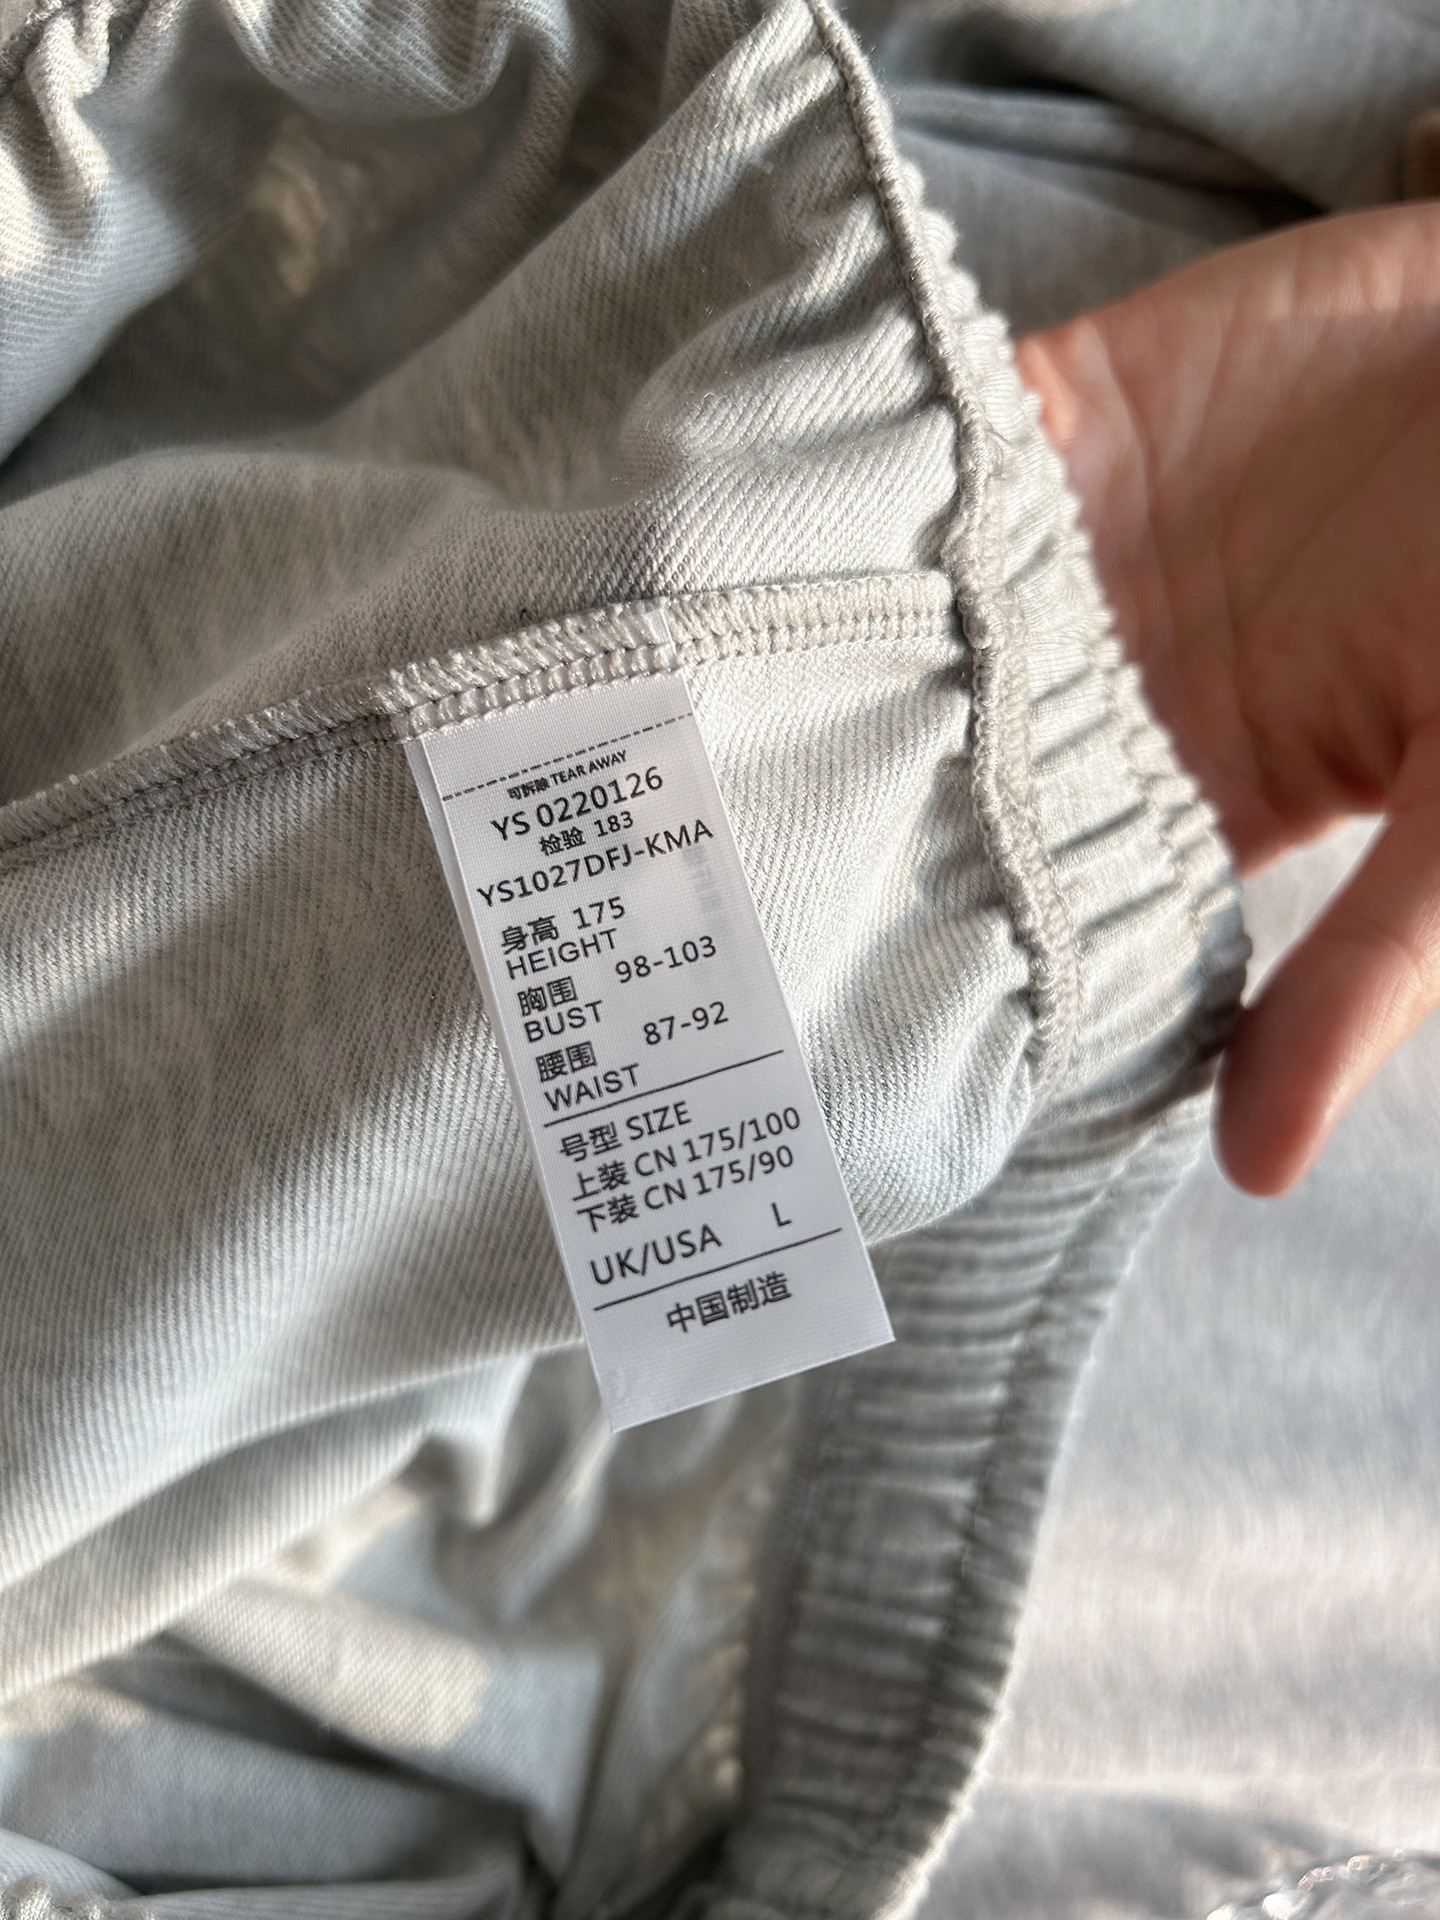 可拆除 TEAR AWAY
YS 0220126
检验 183
YS1027DFJ-KMA
身高 175
HEIGHT
胸围 98-103
BUST
腰围 87-92
WAIST
号型 SIZE
上装 CN 175/100
下装 CN 175/90
UK/USA L
中国制造